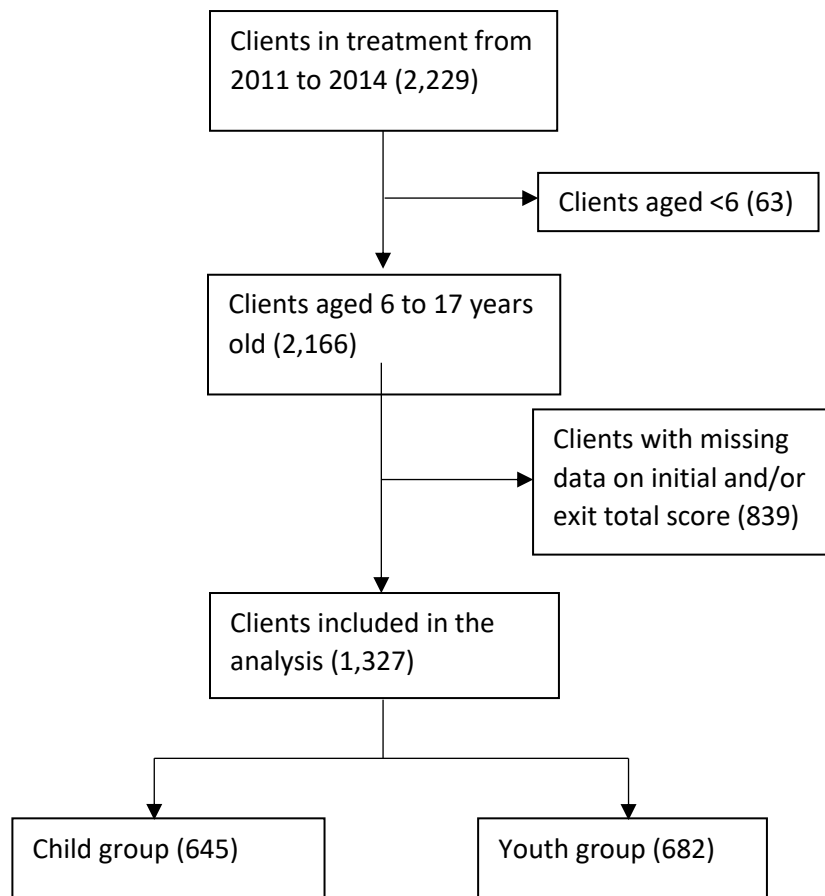 Clients in treatment from
2011 to 2014 (2,229)
Clients aged <6 (63)
Clients aged 6 to 17 years
old (2,166)
Clients with missing
data on initial and/or
exit total score (839)
Clients included in the
analysis (1,327)
Child group (645)
Youth group (682)